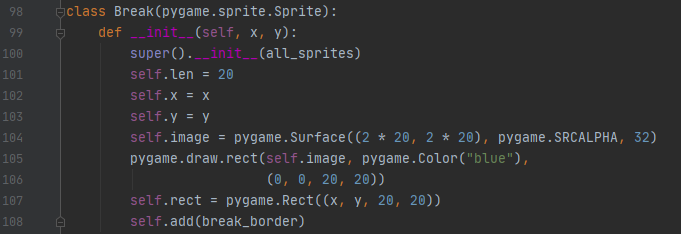 98 class Break(pygame.sprite.Sprite):
99     def __init__(self, x, y):
100         super().__init__(all_sprites)
101         self.len = 20
102         self.x = x
103         self.y = y
104         self.image = pygame.Surface((2 * 20, 2 * 20), pygame.SRCALPHA, 32)
105         pygame.draw.rect(self.image, pygame.Color("blue"),
106                          (0, 0, 20, 20))
107         self.rect = pygame.Rect((x, y, 20, 20))
108         self.add(break_border)